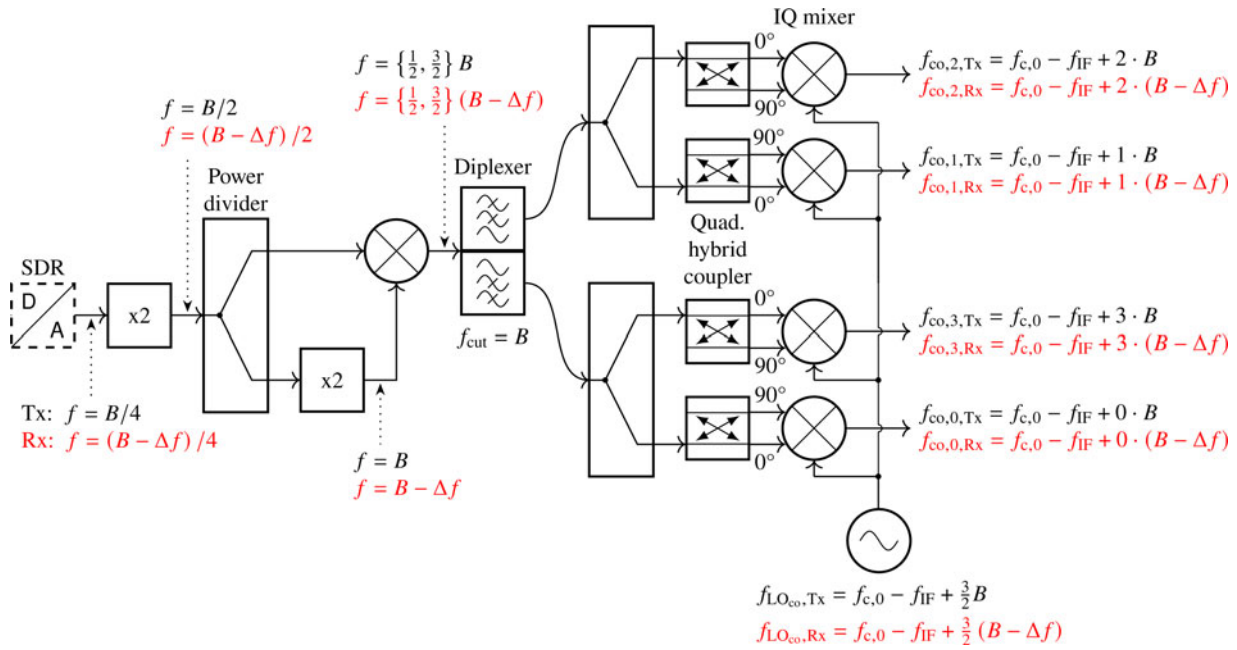 IQ mixer
f = {1/2, 3/2} B
f = {1/2, 3/2} (B − Δf)
f = B/2
f = (B − Δf) /2
0°
90°
f_co,2,Tx = f_c,0 − f_IF + 2 · B
f_co,2,Rx = f_c,0 − f_IF + 2 · (B − Δf)
Power
divider
Diplexer
90°
0°
f_co,1,Tx = f_c,0 − f_IF + 1 · B
f_co,1,Rx = f_c,0 − f_IF + 1 · (B − Δf)
Quad.
hybrid
coupler
SDR
D
A
x2
x2
f_cut = B
0°
90°
f_co,3,Tx = f_c,0 − f_IF + 3 · B
f_co,3,Rx = f_c,0 − f_IF + 3 · (B − Δf)
Tx: f = B/4
Rx: f = (B − Δf) /4
f = B
f = B − Δf
90°
0°
f_co,0,Tx = f_c,0 − f_IF + 0 · B
f_co,0,Rx = f_c,0 − f_IF + 0 · (B − Δf)
f_LO_co,Tx = f_c,0 − f_IF + 3/2 B
f_LO_co,Rx = f_c,0 − f_IF + 3/2 (B − Δf)